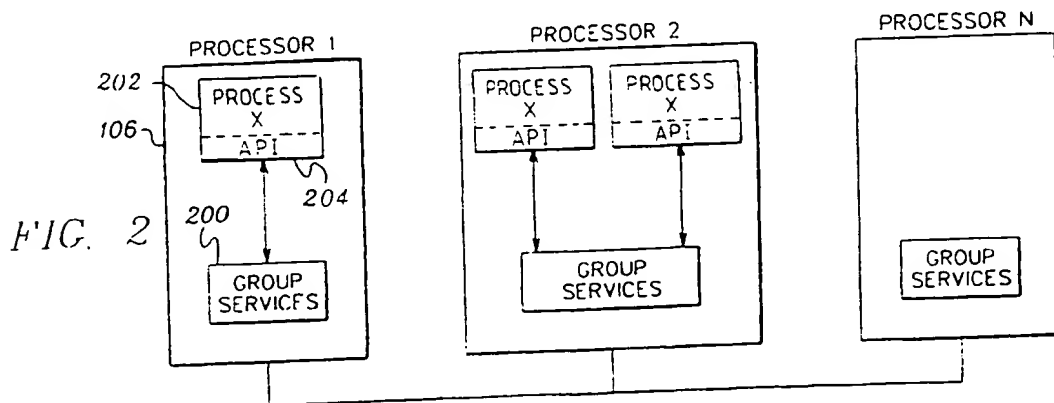 PROCESSOR 1
202
PROCESS
X
API
106
204
200
GROUP
SERVICES
FIG. 2
PROCESSOR 2
PROCESS
X
API
PROCESS
X
API
GROUP
SERVICES
PROCESSOR N
GROUP
SERVICES